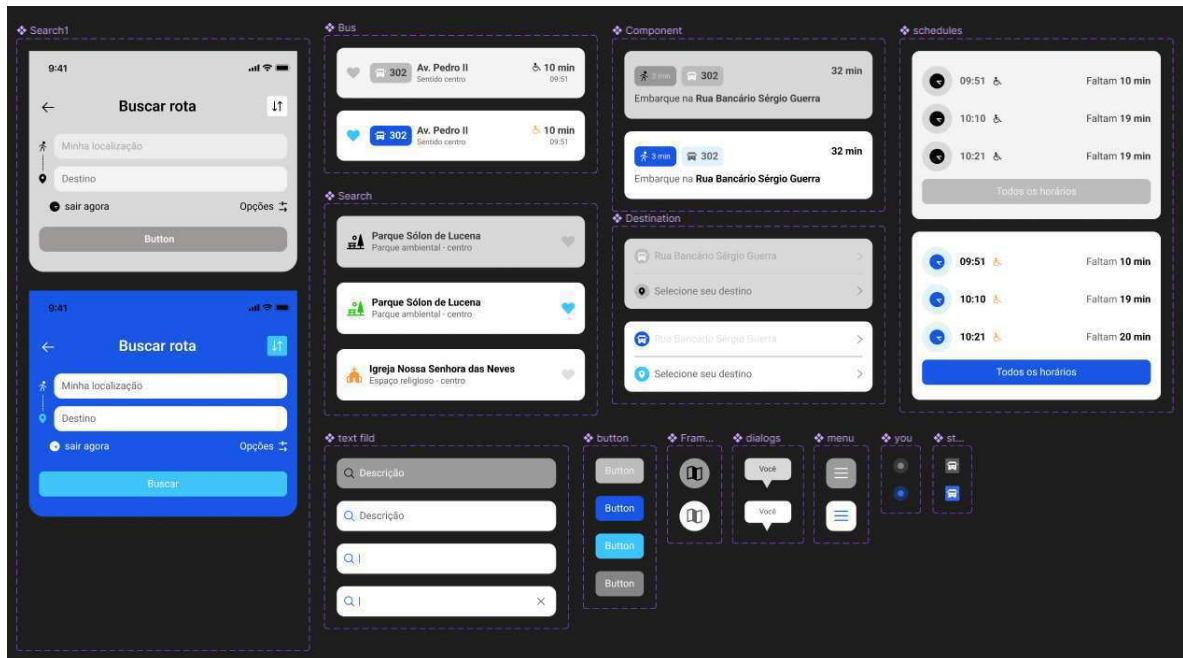 Search1
9:41
Buscar rota
Minha localização
Destino
sair agora
Opções
Button
9:41
Buscar rota
Minha localização
Destino
sair agora
Opções
Buscar
Bus
302
Av. Pedro II
Sentido centro
10 min
09:51
302
Av. Pedro II
Sentido centro
10 min
09:51
Search
Parque Sólon de Lucena
Parque ambiental - centro
Parque Sólon de Lucena
Parque ambiental - centro
Igreja Nossa Senhora das Neves
Espaço religioso - centro
Component
3 min
302
32 min
Embarque na Rua Bancário Sérgio Guerra
3 min
302
32 min
Embarque na Rua Bancário Sérgio Guerra
Destination
Rua Bancário Sérgio Guerra
Selecione seu destino
Rua Bancário Sérgio Guerra
Selecione seu destino
schedules
09:51
Faltam 10 min
10:10
Faltam 19 min
10:21
Faltam 19 min
Todos os horários
09:51
Faltam 10 min
10:10
Faltam 19 min
10:21
Faltam 20 min
Todos os horários
text fild
Descrição
Descrição
button
Button
Button
Button
Button
Fram...
dialogs
Você
Você
menu
you
st...